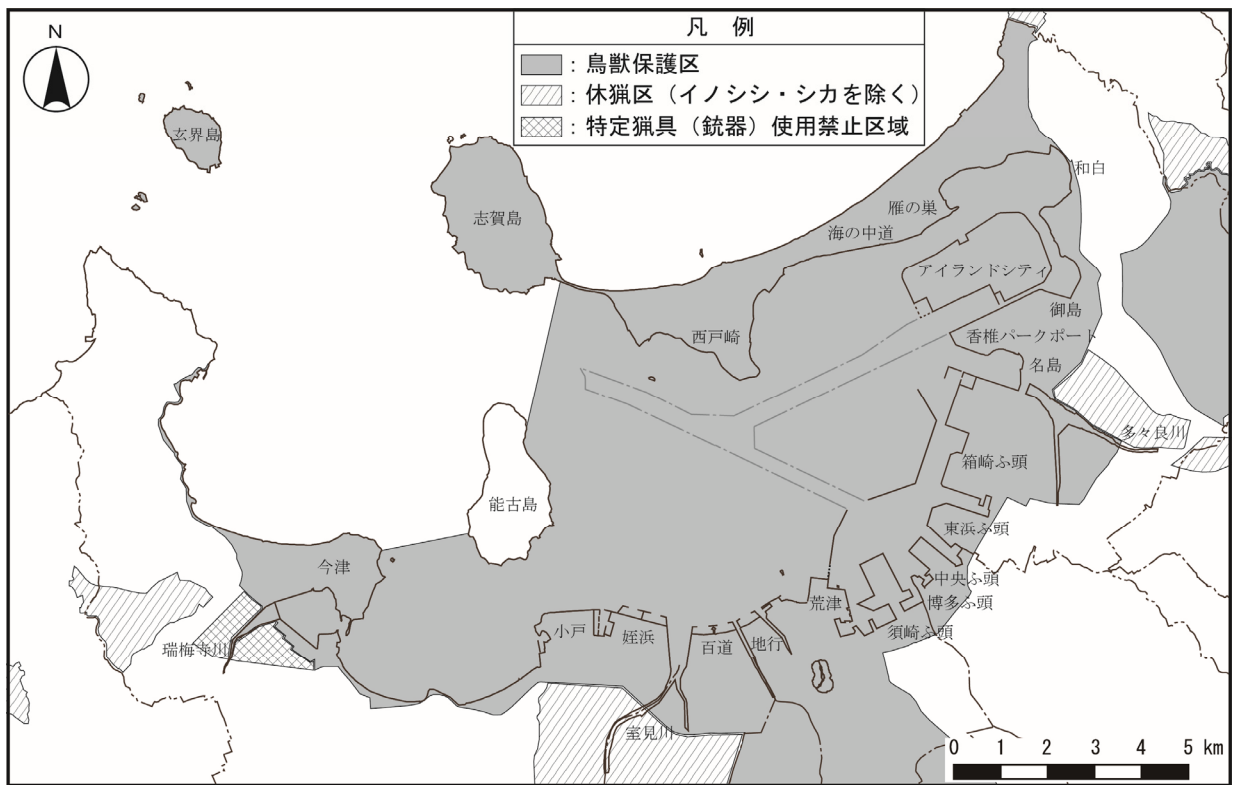 N
凡 例
：鳥獣保護区
：休猟区（イノシシ・シカを除く）
：特定猟具（銃器）使用禁止区域
玄界島
志賀島
和白
雁の巣
海の中道
アイランドシティ
御島
香椎パークポート
西戸崎
名島
多々良川
箱崎ふ頭
能古島
東浜ふ頭
今津
中央ふ頭
荒津
博多ふ頭
小戸
姪浜
須崎ふ頭
百道
地行
瑞梅寺川
室見川
0 1 2 3 4 5 km